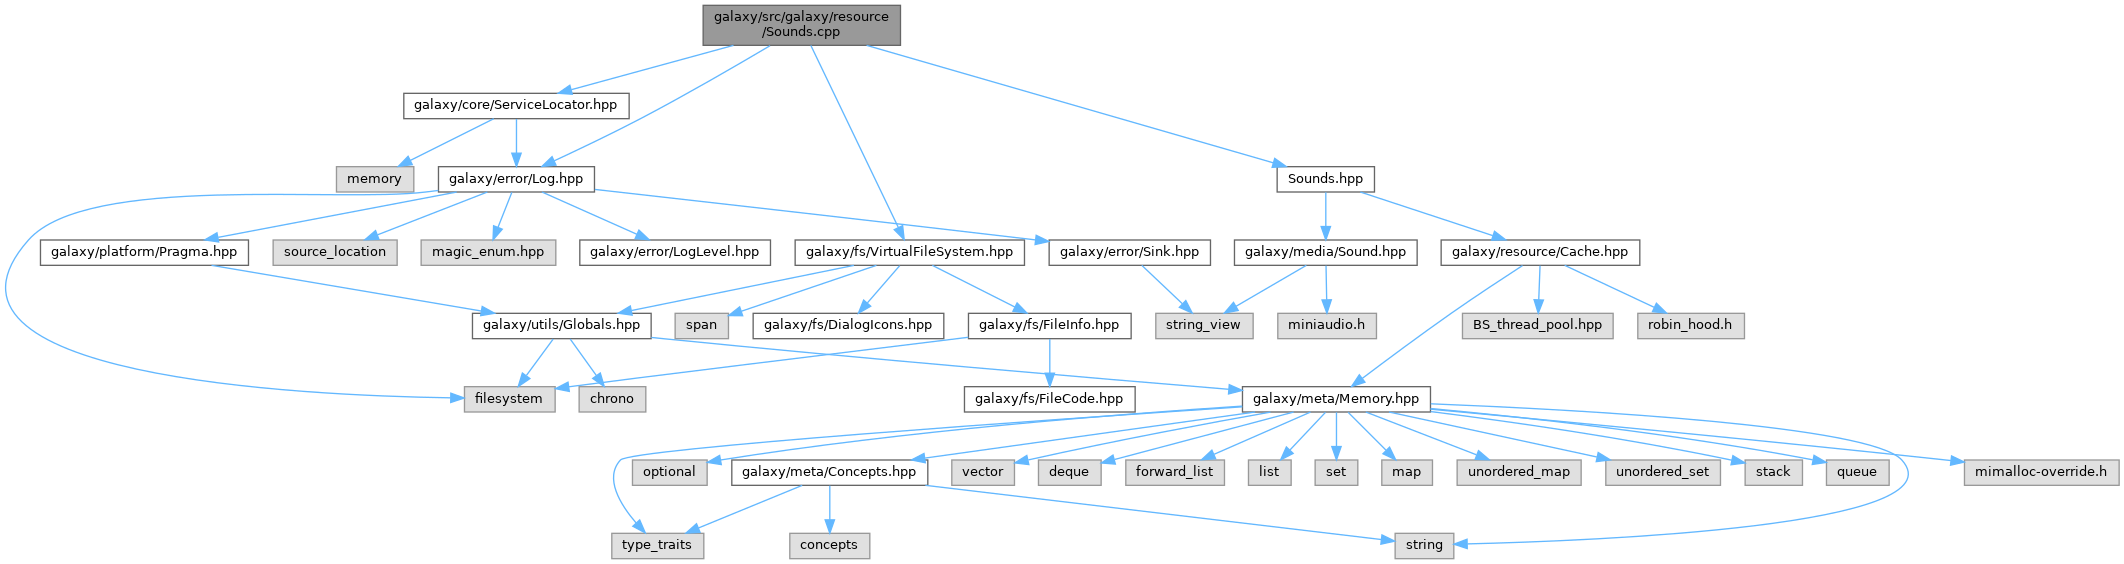 galaxy/src/galaxy/resource
/Sounds.cpp
galaxy/core/ServiceLocator.hpp
memory
galaxy/error/Log.hpp
Sounds.hpp
galaxy/platform/Pragma.hpp
source_location
magic_enum.hpp
galaxy/error/LogLevel.hpp
galaxy/fs/VirtualFileSystem.hpp
galaxy/error/Sink.hpp
galaxy/media/Sound.hpp
galaxy/resource/Cache.hpp
galaxy/utils/Globals.hpp
span
galaxy/fs/DialogIcons.hpp
galaxy/fs/FileInfo.hpp
string_view
miniaudio.h
BS_thread_pool.hpp
robin_hood.h
filesystem
chrono
galaxy/fs/FileCode.hpp
galaxy/meta/Memory.hpp
optional
galaxy/meta/Concepts.hpp
vector
deque
forward_list
list
set
map
unordered_map
unordered_set
stack
queue
mimalloc-override.h
type_traits
concepts
string